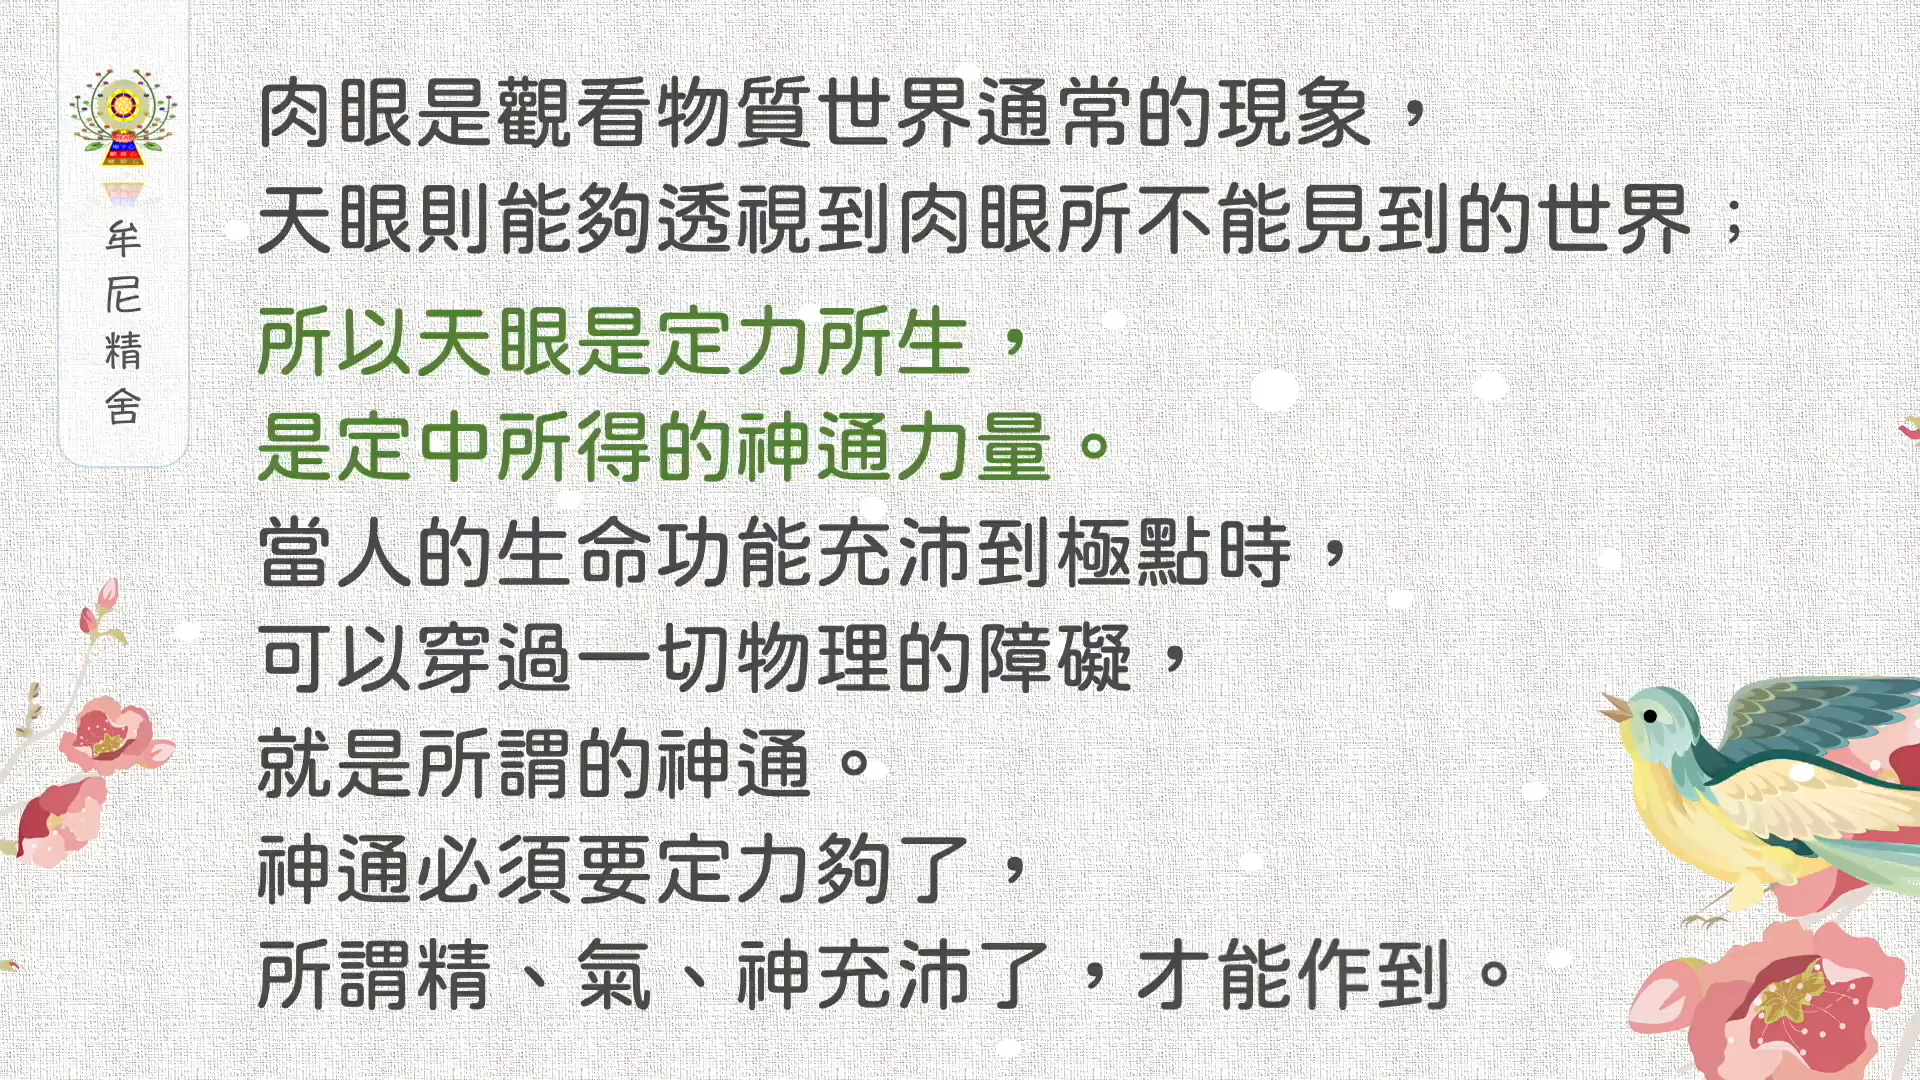 牟尼精舍
肉眼是觀看物質世界通常的現象，
天眼則能夠透視到肉眼所不能見到的世界；
所以天眼是定力所生，
是定中所得的神通力量。
當人的生命功能充沛到極點時，
可以穿過一切物理的障礙，
就是所謂的神通。
神通必須要定力夠了，
所謂精、氣、神充沛了，才能作到。